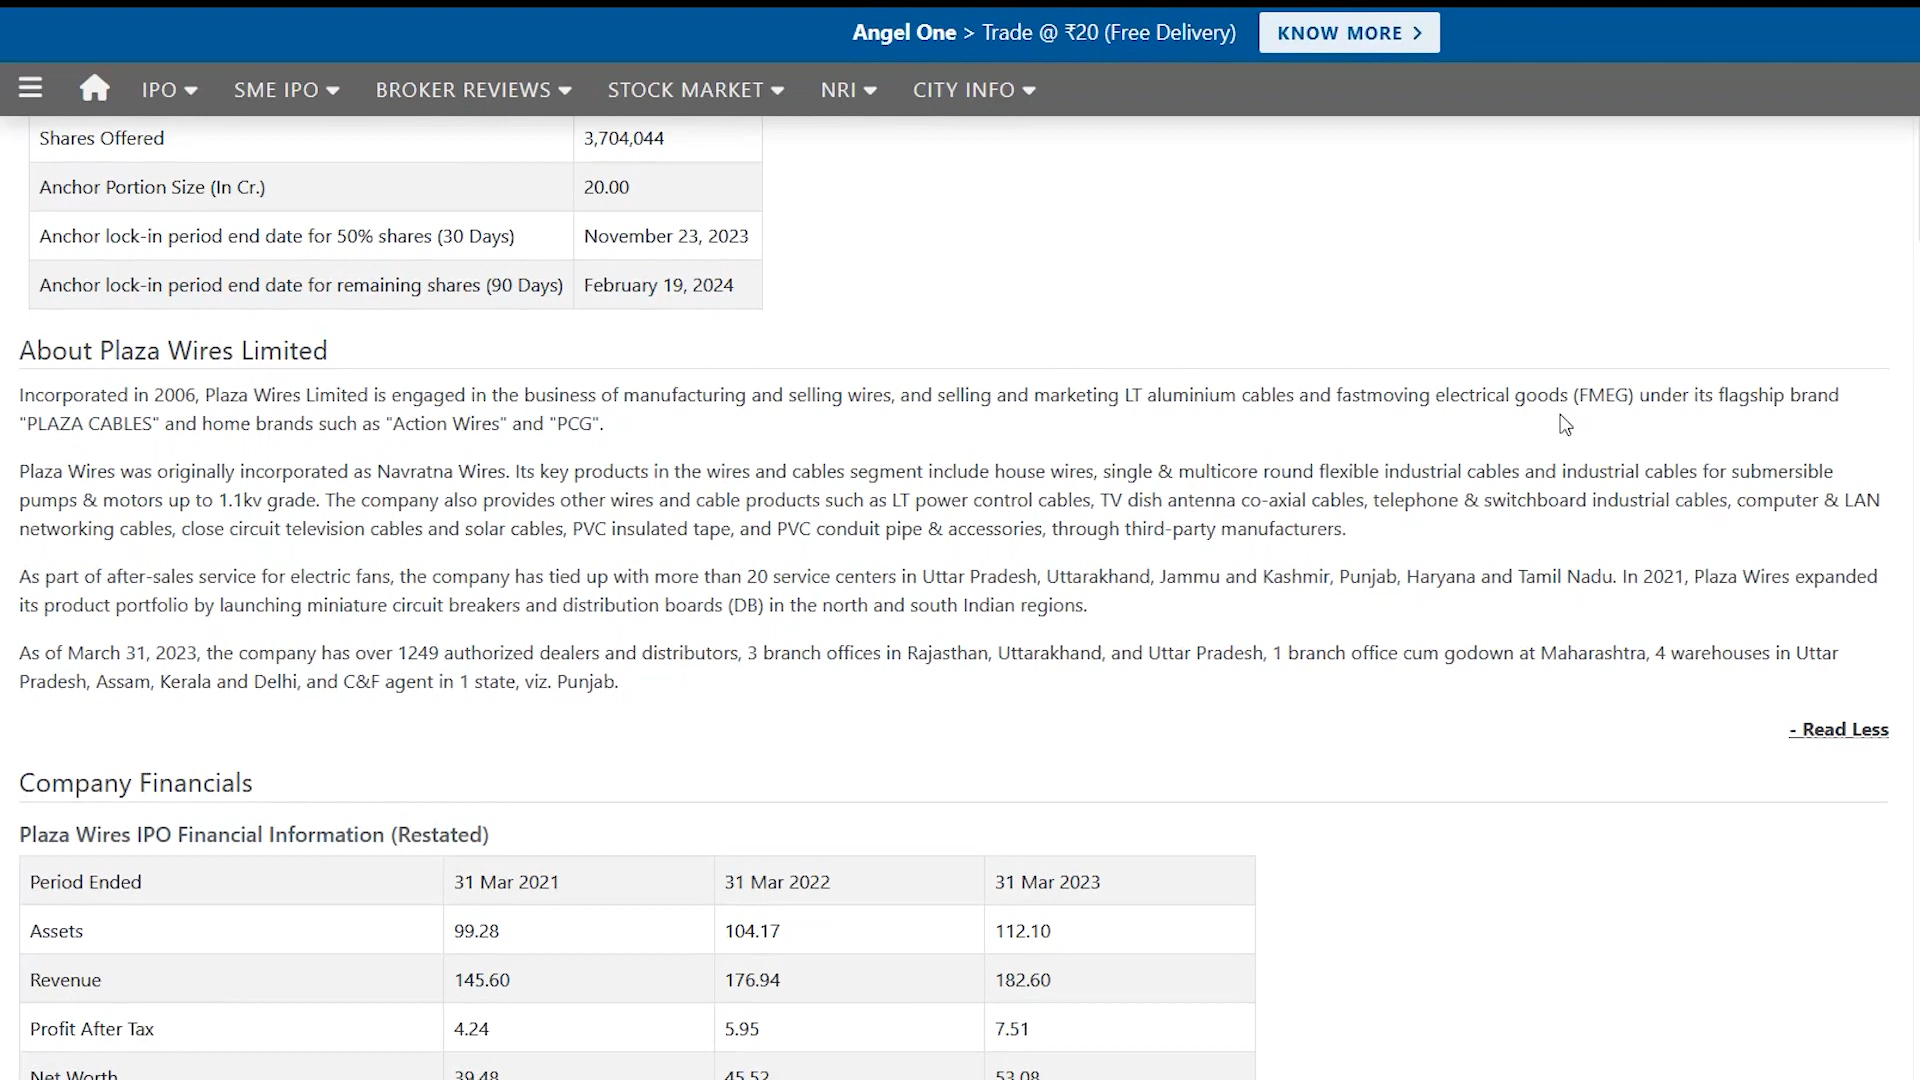 Angel One > Trade @ ₹20 (Free Delivery) KNOW MORE >
IPO SME IPO BROKER REVIEWS STOCK MARKET NRI CITY INFO
Shares Offered 3,704,044
Anchor Portion Size (In Cr.) 20.00
Anchor lock-in period end date for 50% shares (30 Days) November 23, 2023
Anchor lock-in period end date for remaining shares (90 Days) February 19, 2024
About Plaza Wires Limited
Incorporated in 2006, Plaza Wires Limited is engaged in the business of manufacturing and selling wires, and selling and marketing LT aluminium cables and fastmoving electrical goods (FMEG) under its flagship brand
"PLAZA CABLES" and home brands such as "Action Wires" and "PCG".
Plaza Wires was originally incorporated as Navratna Wires. Its key products in the wires and cables segment include house wires, single & multicore round flexible industrial cables and industrial cables for submersible
pumps & motors up to 1.1kv grade. The company also provides other wires and cable products such as LT power control cables, TV dish antenna co-axial cables, telephone & switchboard industrial cables, computer & LAN
networking cables, close circuit television cables and solar cables, PVC insulated tape, and PVC conduit pipe & accessories, through third-party manufacturers.
As part of after-sales service for electric fans, the company has tied up with more than 20 service centers in Uttar Pradesh, Uttarakhand, Jammu and Kashmir, Punjab, Haryana and Tamil Nadu. In 2021, Plaza Wires expanded
its product portfolio by launching miniature circuit breakers and distribution boards (DB) in the north and south Indian regions.
As of March 31, 2023, the company has over 1249 authorized dealers and distributors, 3 branch offices in Rajasthan, Uttarakhand, and Uttar Pradesh, 1 branch office cum godown at Maharashtra, 4 warehouses in Uttar
Pradesh, Assam, Kerala and Delhi, and C&F agent in 1 state, viz. Punjab.
- Read Less
Company Financials
Plaza Wires IPO Financial Information (Restated)
Period Ended 31 Mar 2021 31 Mar 2022 31 Mar 2023
Assets 99.28 104.17 112.10
Revenue 145.60 176.94 182.60
Profit After Tax 4.24 5.95 7.51
Net Worth 39.48 45.52 53.08